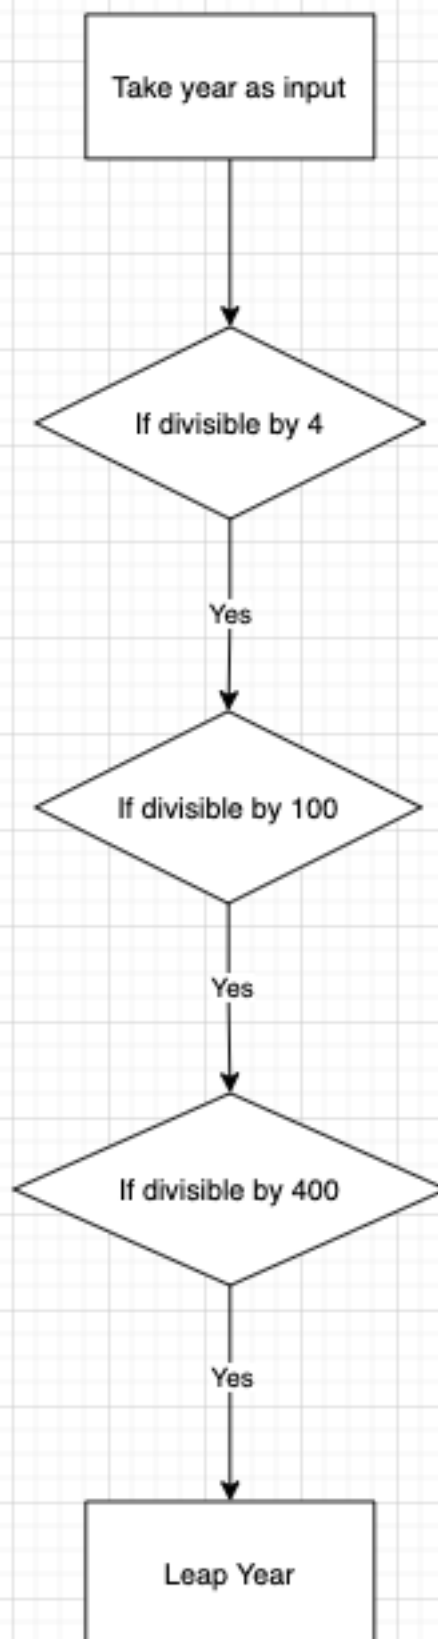 Take year as input
If divisible by 4
Yes
If divisible by 100
Yes
If divisible by 400
Yes
Leap Year